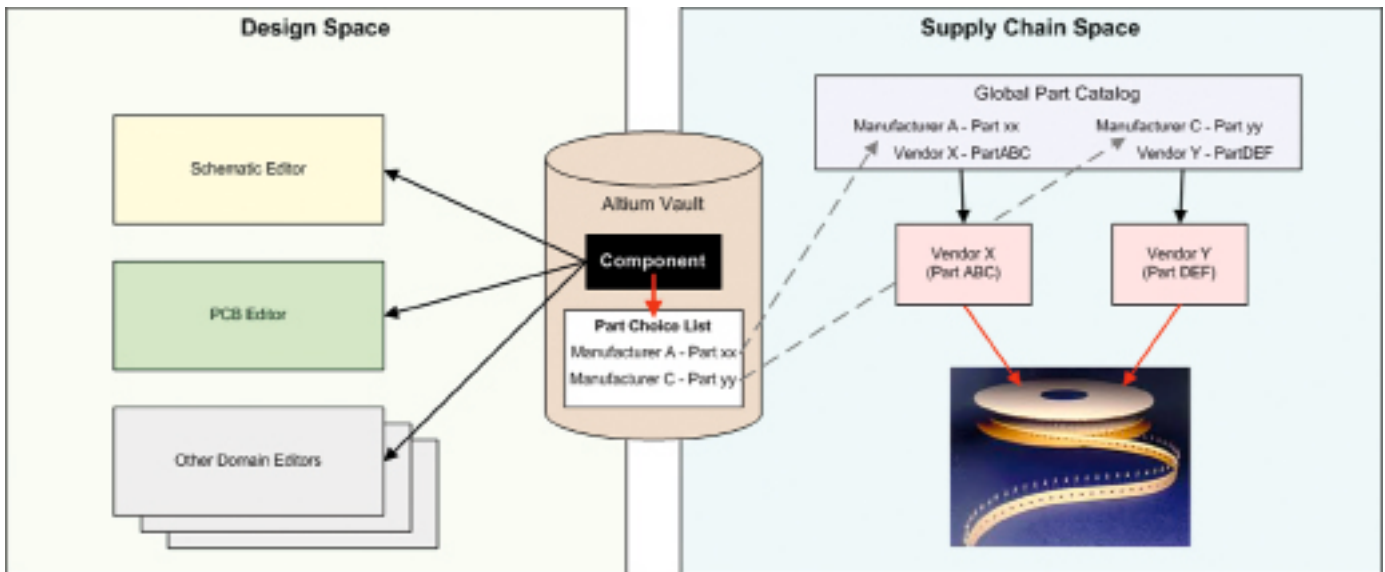 Design Space
Schematic Editor
PCB Editor
Other Domain Editors
Altium Vault
Component
Part Choice List
Manufacturer A - Part xx
Manufacturer C - Part yy
Supply Chain Space
Global Part Catalog
Manufacturer A - Part xx
Vendor X - PartABC
Manufacturer C - Part yy
Vendor Y - PartDEF
Vendor X
(Part ABC)
Vendor Y
(Part DEF)